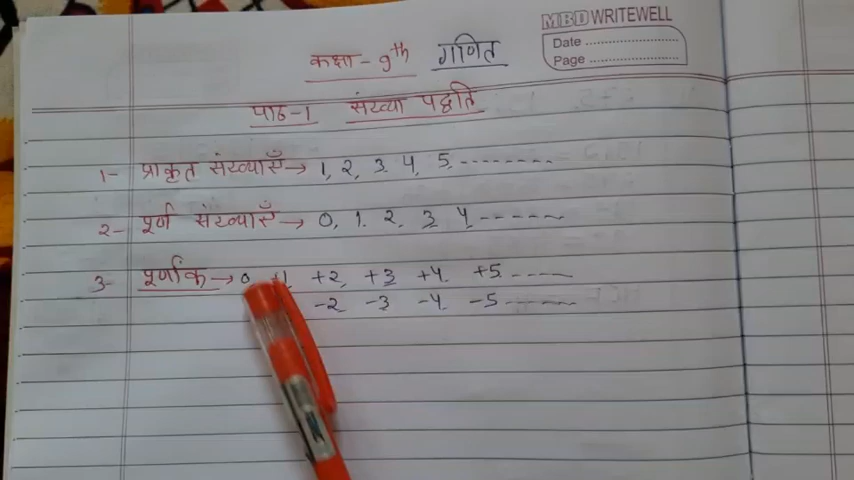 MBD WRITEWELL
Date ....................
Page ....................
कक्षा - 9th गणित
पाठ-1 संख्या पद्धति
1- प्राकृत संख्याएँ → 1, 2, 3, 4, 5, --------
2- पूर्ण संख्याएँ → 0, 1, 2, 3, 4, ------
3- पूर्णांक → 0 +1, +2, +3, +4, +5, -----
-2, -3, -4, -5, ------